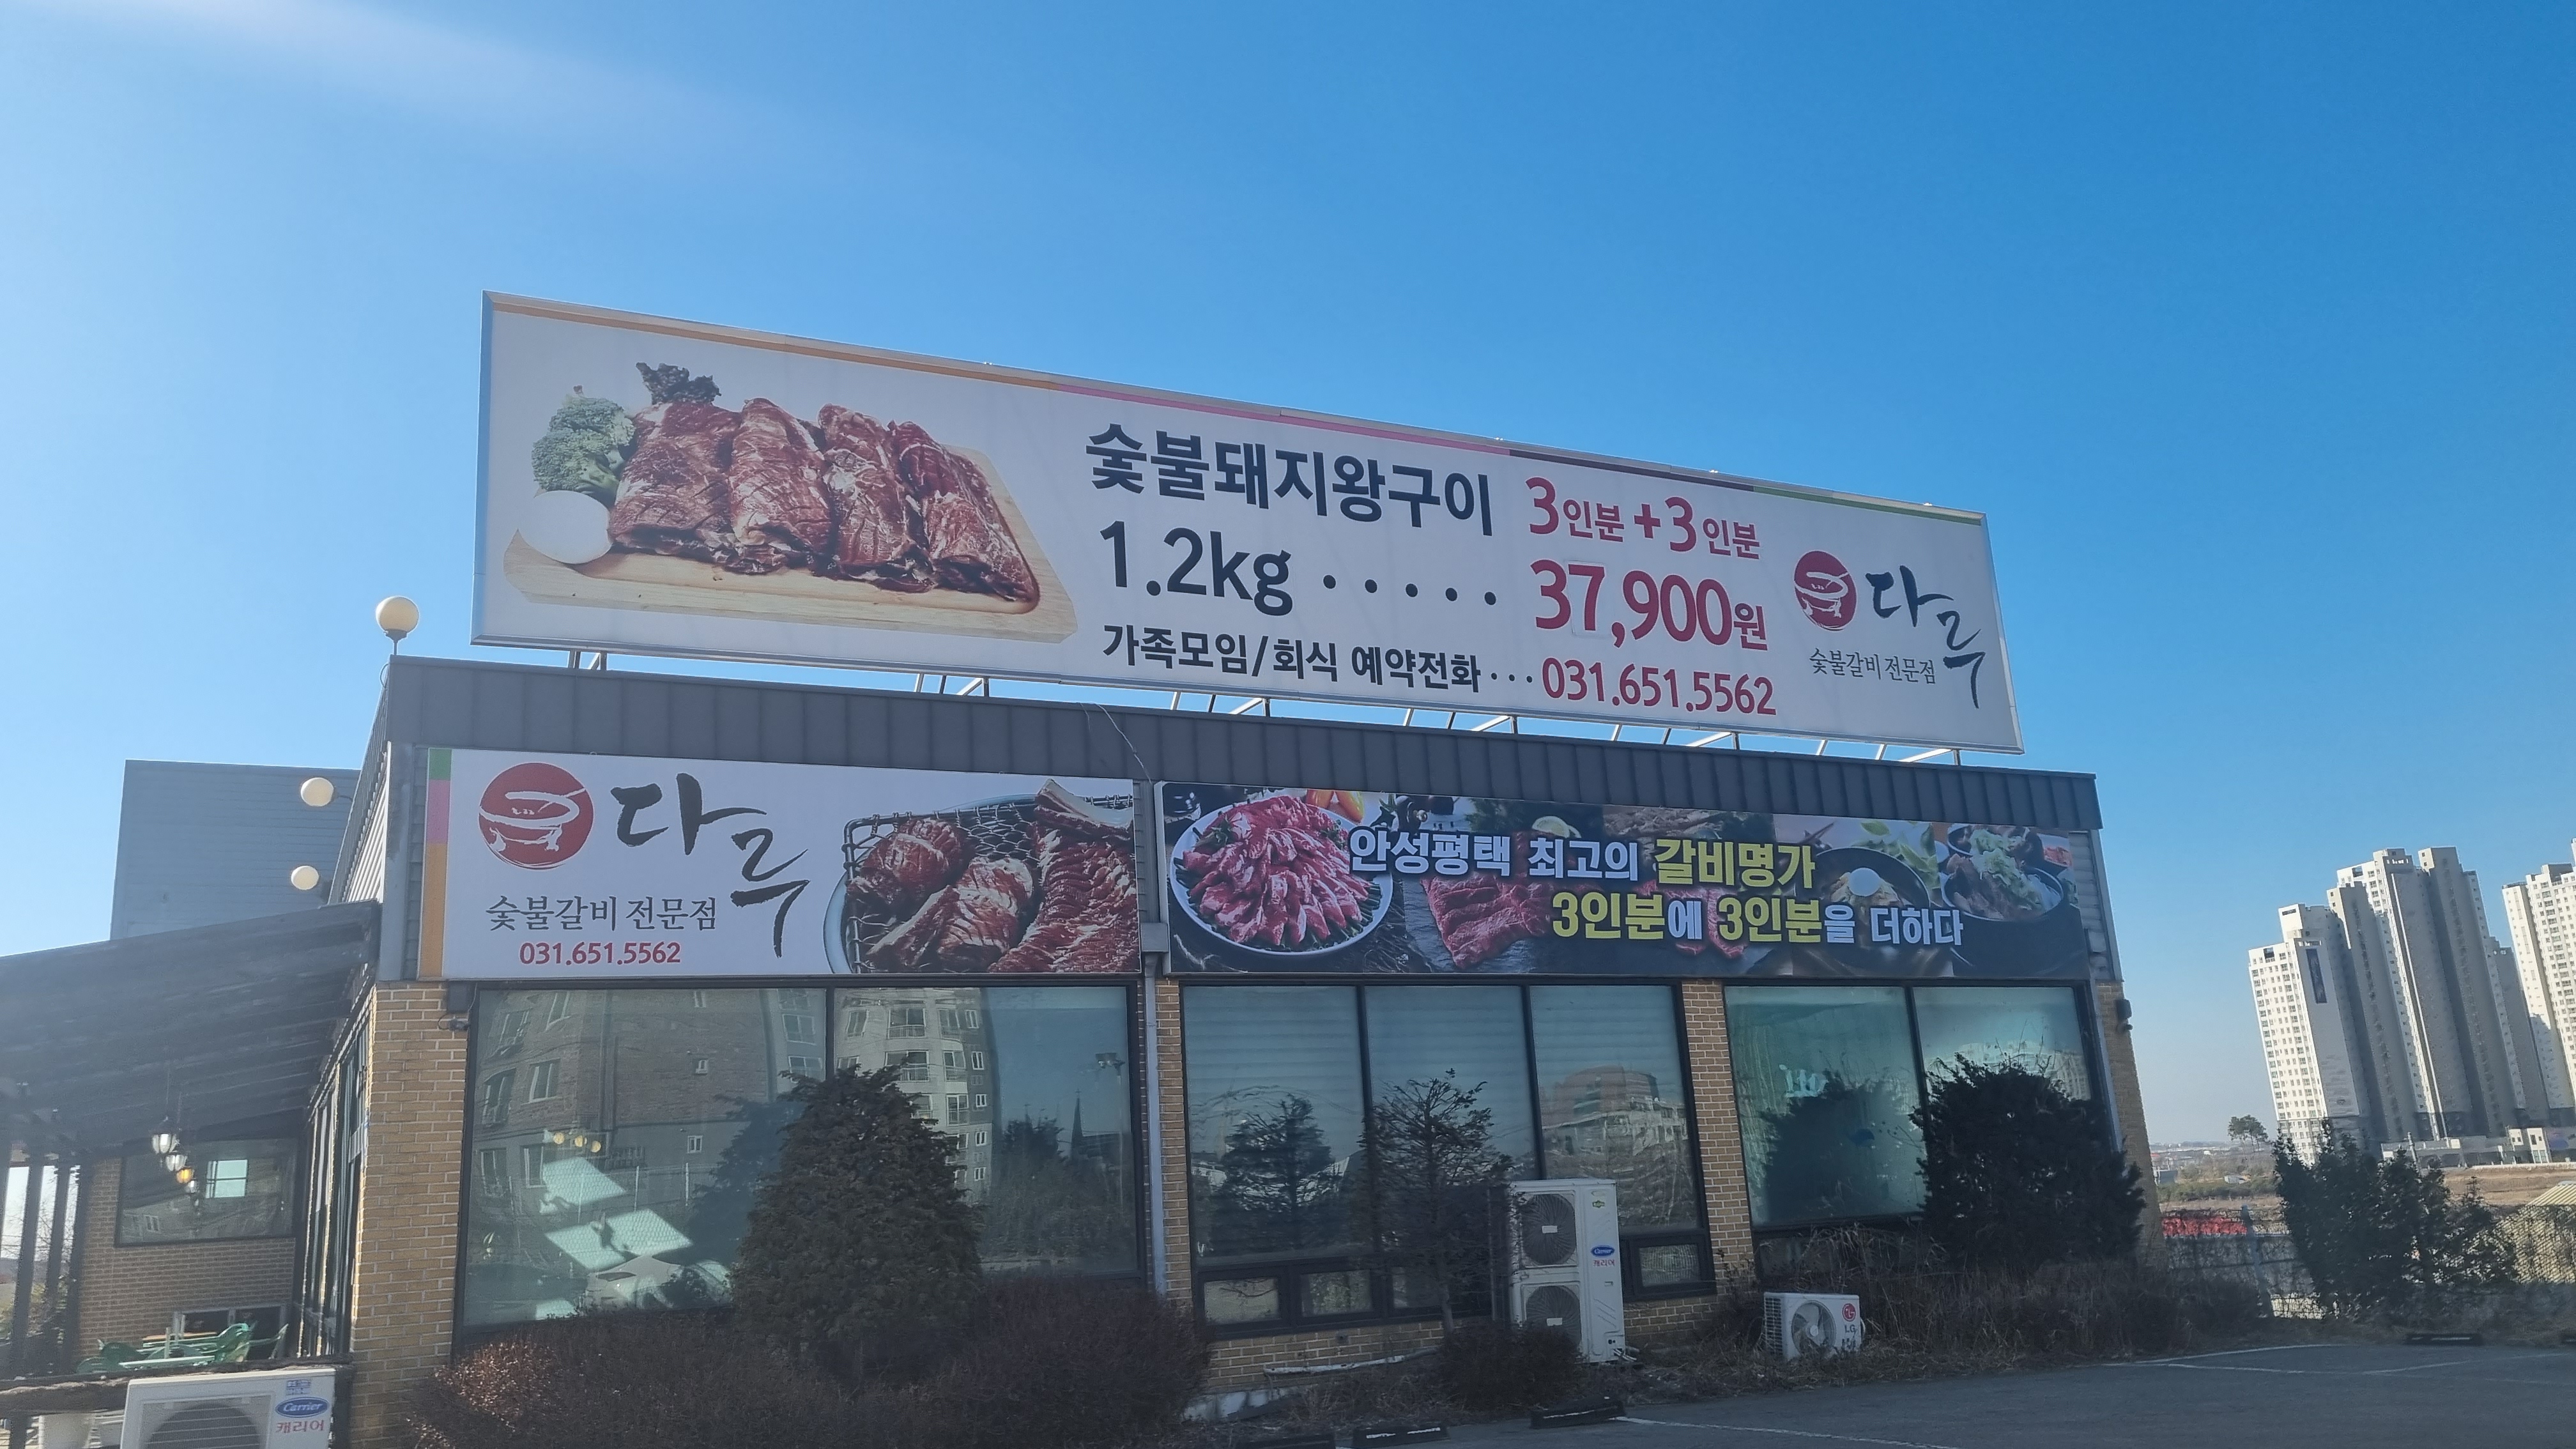 숯불돼지왕구이 3인분+3인분
1.2kg ····· 37,900원
가족모임/회식 예약전화···031.651.5562
다루
숯불갈비 전문점
다루
숯불갈비 전문점
031.651.5562
안성평택 최고의 갈비명가
3인분에 3인분을 더하다
Carrier
캐리어
LG
Carrier
캐리어